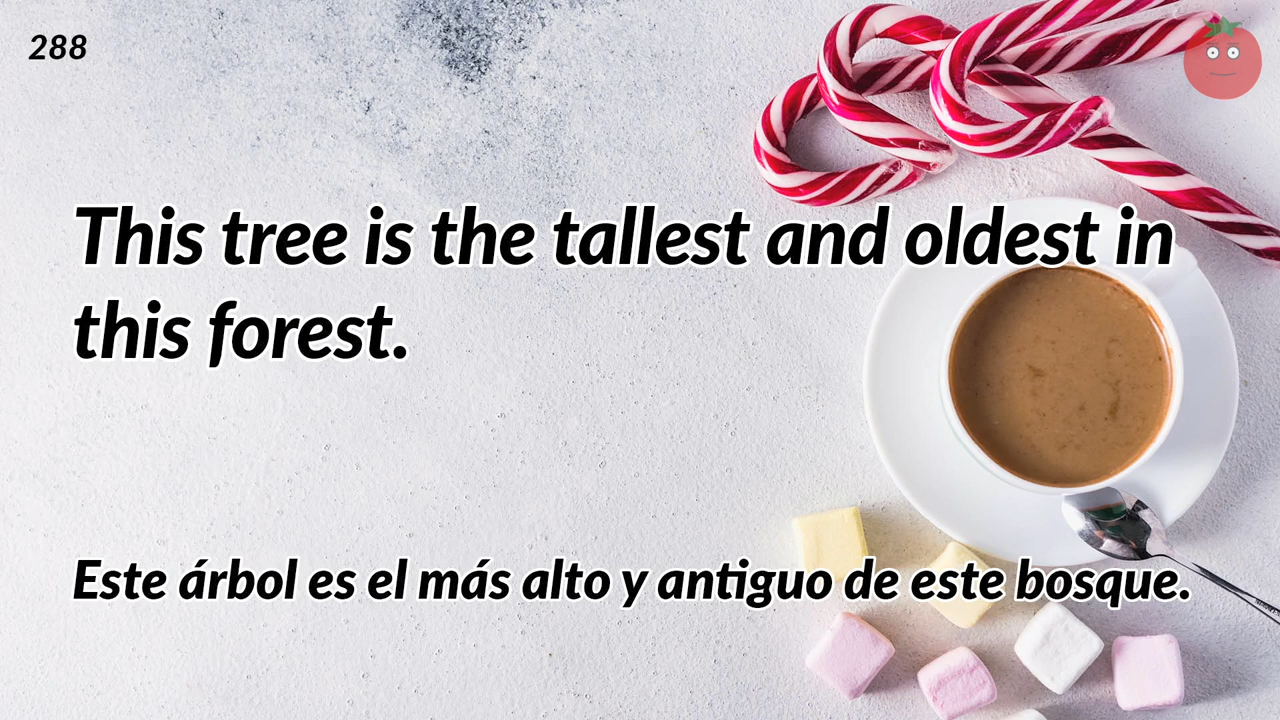 288
This tree is the tallest and oldest in
this forest.
Este árbol es el más alto y antiguo de este bosque.